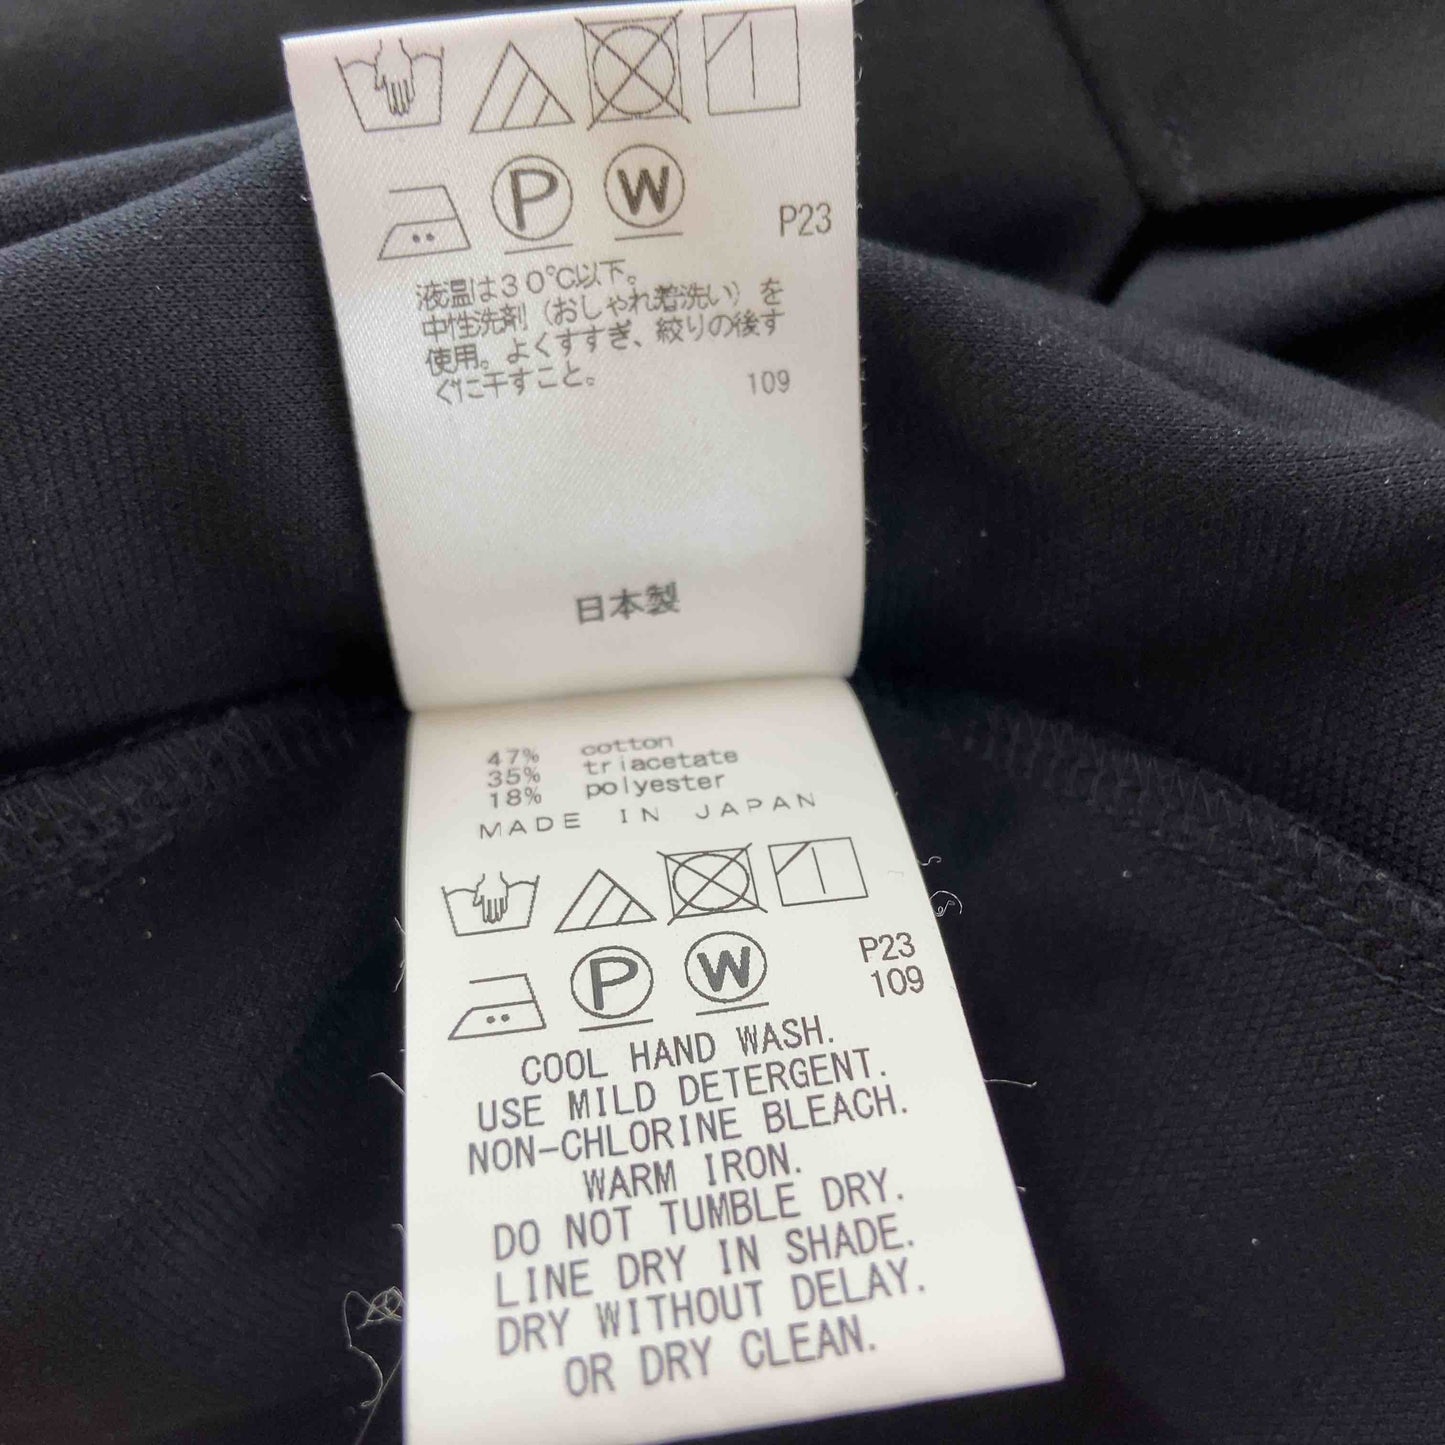 P
W
P23
液温は30℃以下。
中性洗剤（おしゃれ着洗い）を
使用。よくすすぎ、絞りの後す
ぐに干すこと。
109
日本製
47% cotton
35% triacetate
18% polyester
MADE IN JAPAN
P
W
P23
109
COOL HAND WASH.
USE MILD DETERGENT.
NON-CHLORINE BLEACH.
WARM IRON.
DO NOT TUMBLE DRY.
LINE DRY IN SHADE.
DRY WITHOUT DELAY.
OR DRY CLEAN.